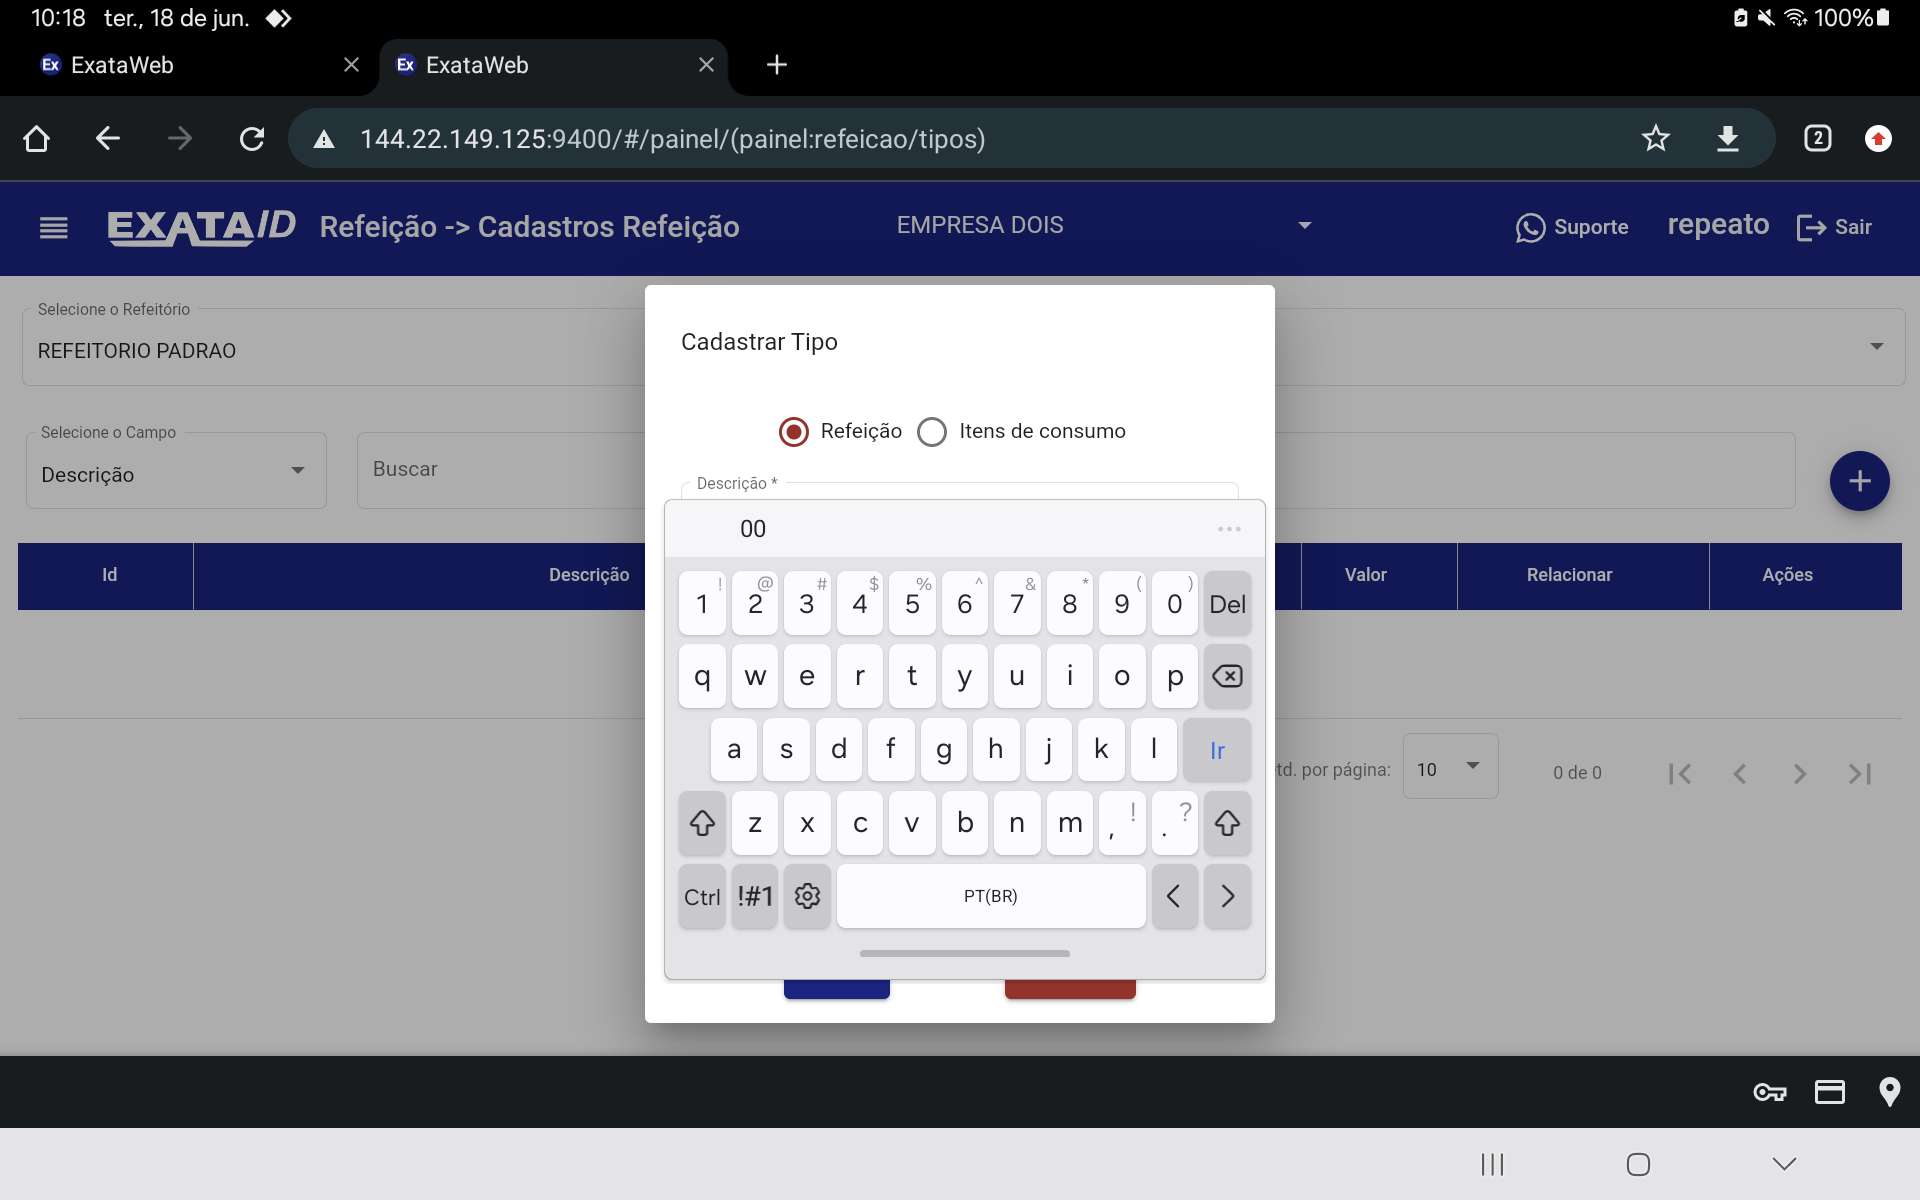 10:18 ter., 18 de jun. 100%
Ex ExataWeb
Ex ExataWeb
144.22.149.125:9400/#/painel/(painel:refeicao/tipos)
2
EXATA ID Refeição -> Cadastros Refeição EMPRESA DOIS Suporte repeato Sair
Selecione o Refeitório
REFEITORIO PADRAO
Cadastrar Tipo
Refeição Itens de consumo
Selecione o Campo
Descrição
Buscar
Descrição *
Id Descrição Valor Relacionar Ações
00
! @ # $ % ^ & * ( )
1 2 3 4 5 6 7 8 9 0 Del
q w e r t y u i o p
a s d f g h j k l Ir
z x c v b n m , ! . ?
Ctrl !#1 PT(BR)
td. por página: 10 0 de 0